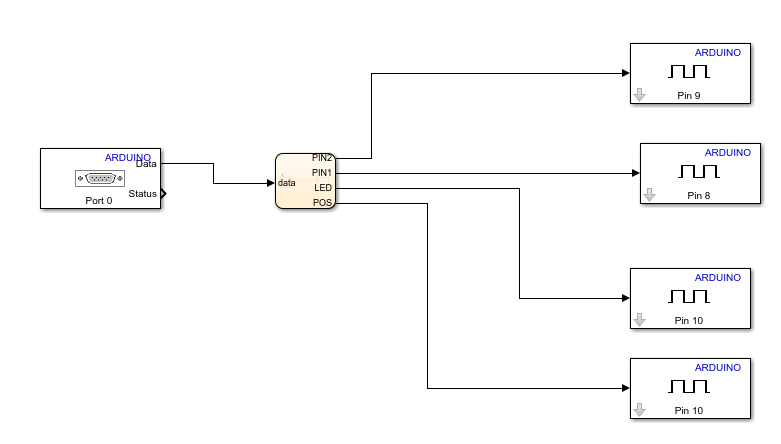 ARDUINO
Pin 9
ARDUINO
Data
Status
Port 0
PIN2
PIN1
data
LED
POS
ARDUINO
Pin 8
ARDUINO
Pin 10
ARDUINO
Pin 10